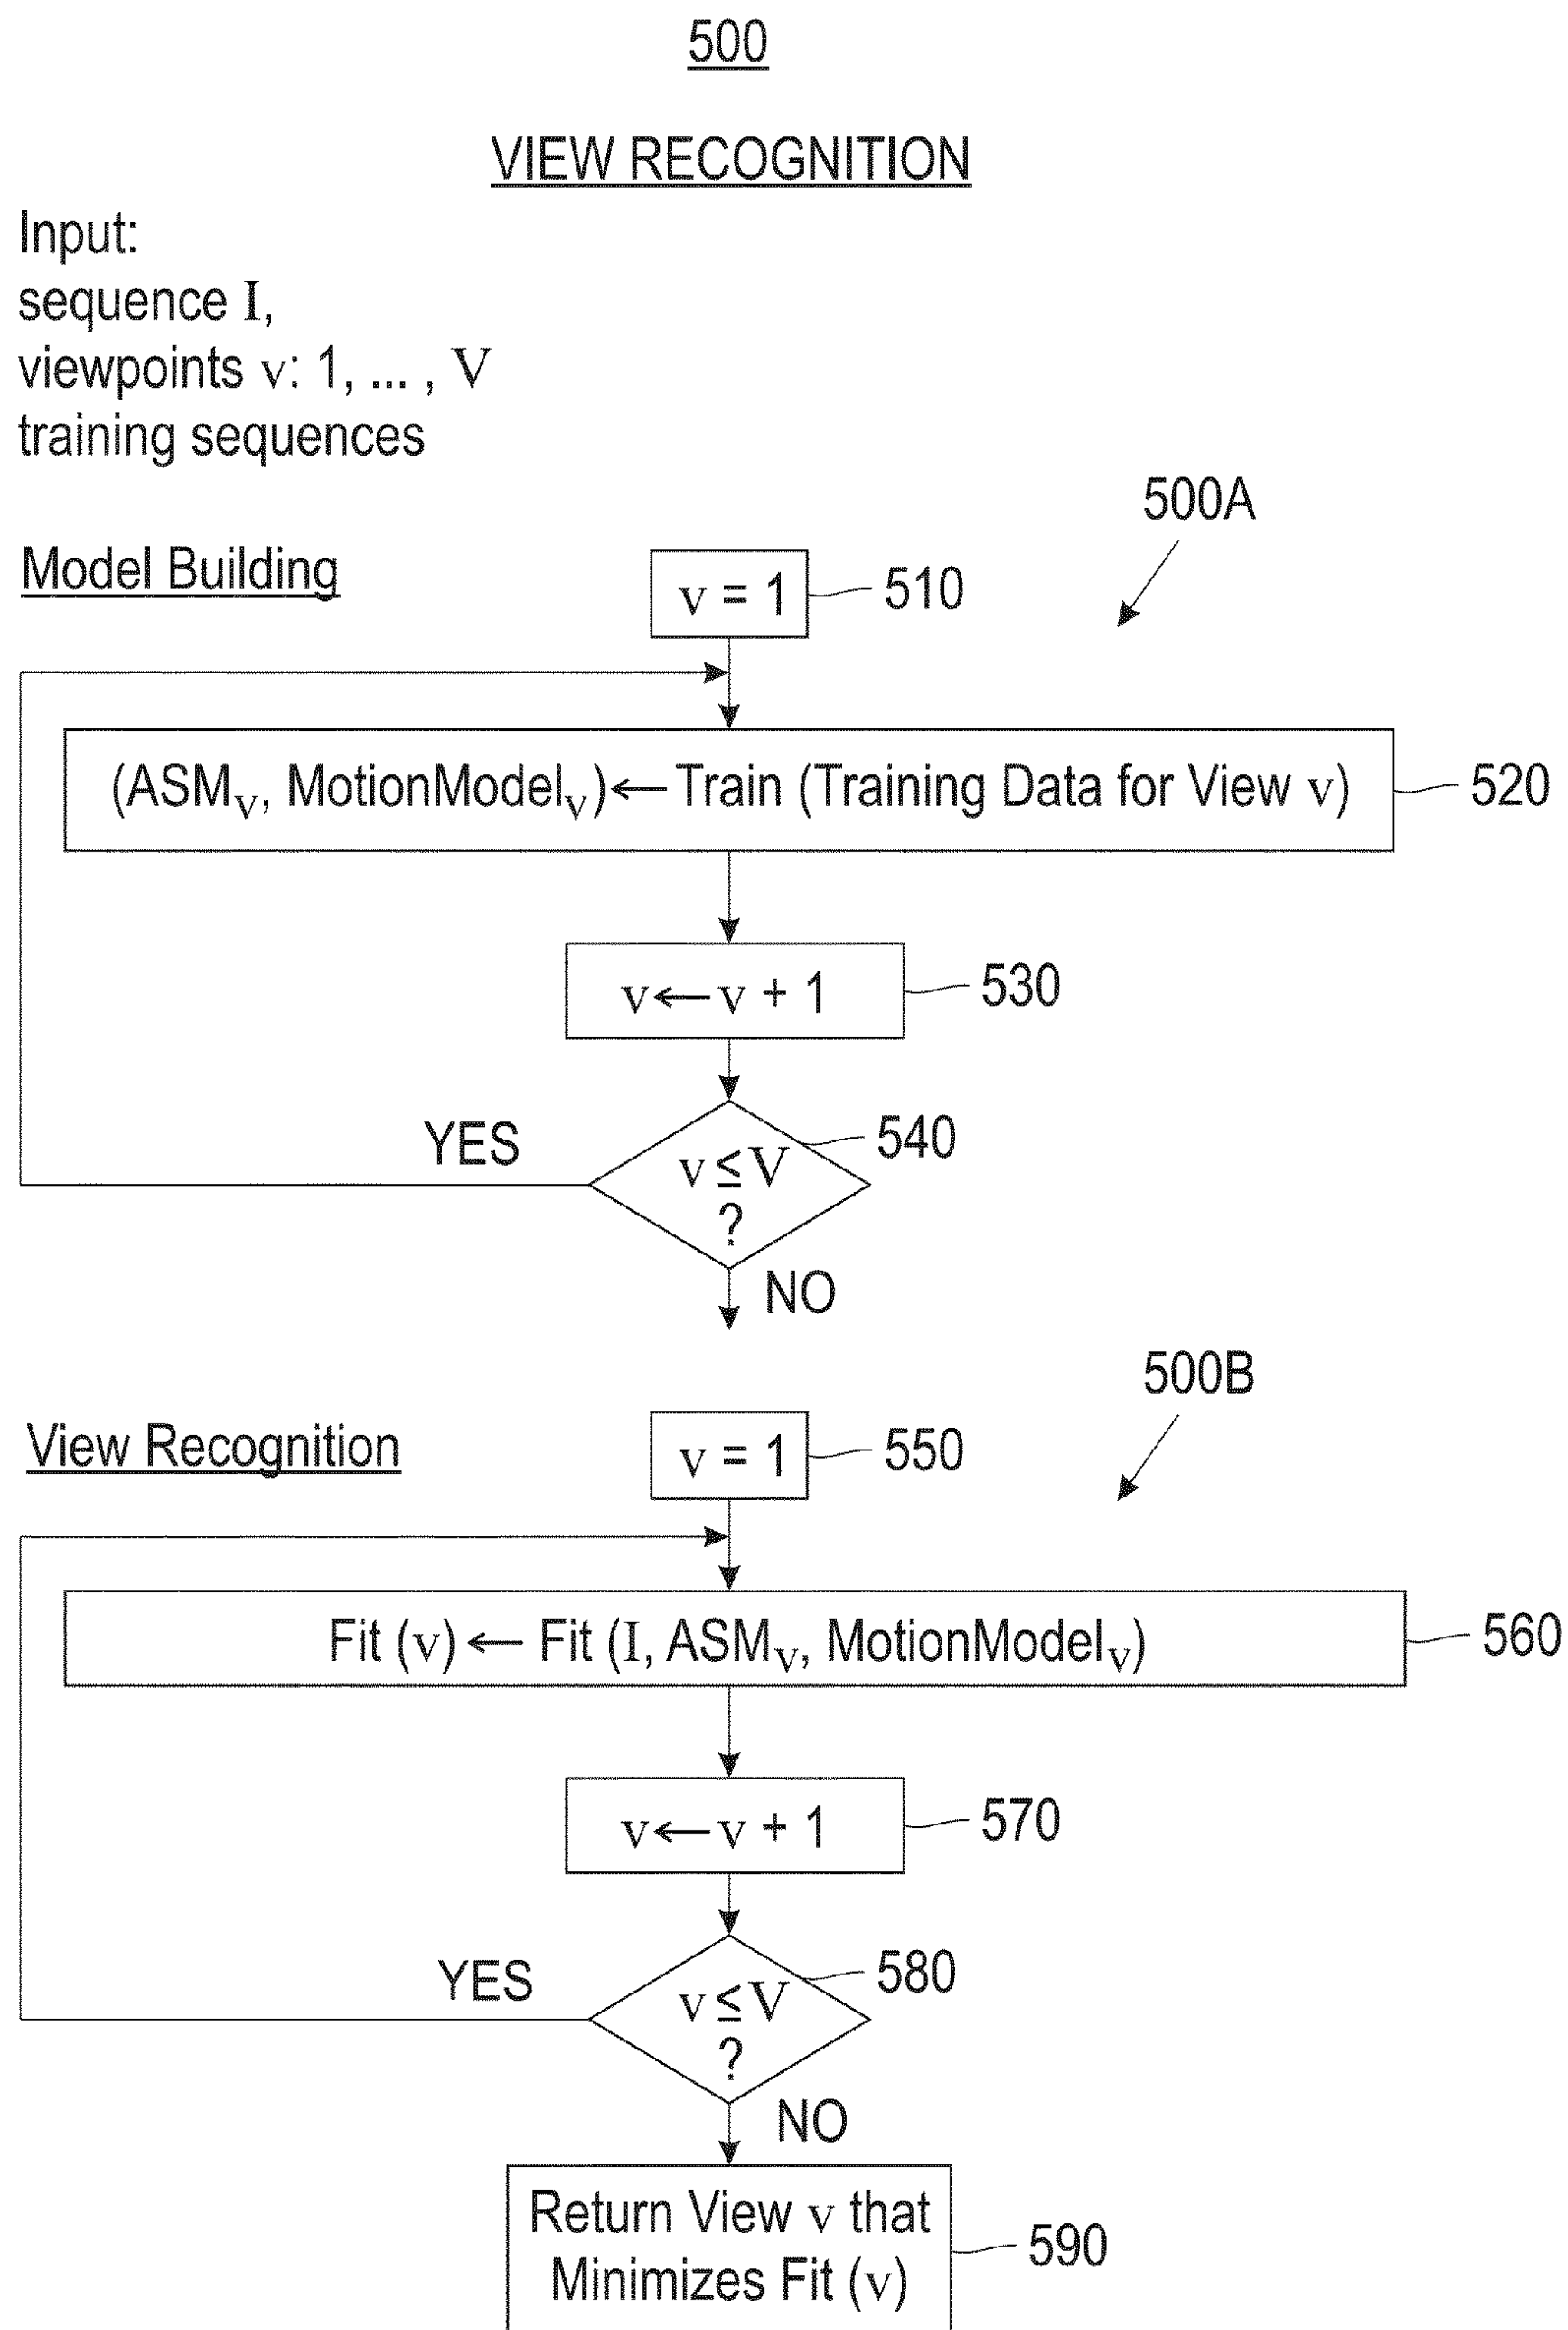 500
VIEW RECOGNITION
Input:
sequence I,
viewpoints v: 1, ... , V
training sequences
500A
Model Building
v = 1
510
(ASMᵥ, MotionModelᵥ)← Train (Training Data for View v)
520
v← v + 1
530
540
YES
v ≤ V
?
NO
500B
View Recognition
v = 1
550
Fit (v) ← Fit (I, ASMᵥ, MotionModelᵥ)
560
v← v + 1
570
580
YES
v ≤ V
?
NO
Return View v that
Minimizes Fit (v)
590